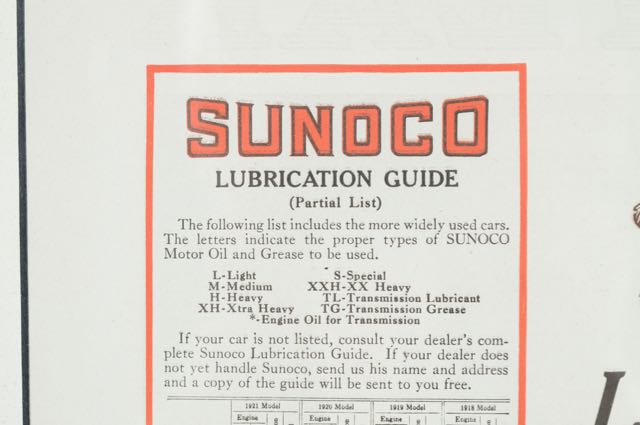 SUNOCO
LUBRICATION GUIDE
(Partial List)
The following list includes the more widely used cars.
The letters indicate the proper types of SUNOCO
Motor Oil and Grease to be used.
L-Light S-Special
M-Medium XXH-XX Heavy
H-Heavy TL-Transmission Lubricant
XH-Xtra Heavy TG-Transmission Grease
*-Engine Oil for Transmission
If your car is not listed, consult your dealer's com-
plete Sunoco Lubrication Guide. If your dealer does
not yet handle Sunoco, send us his name and address
and a copy of the guide will be sent to you free.
1921 Model 1920 Model 1919 Model 1918 Model
Engine Engine Engine Engine